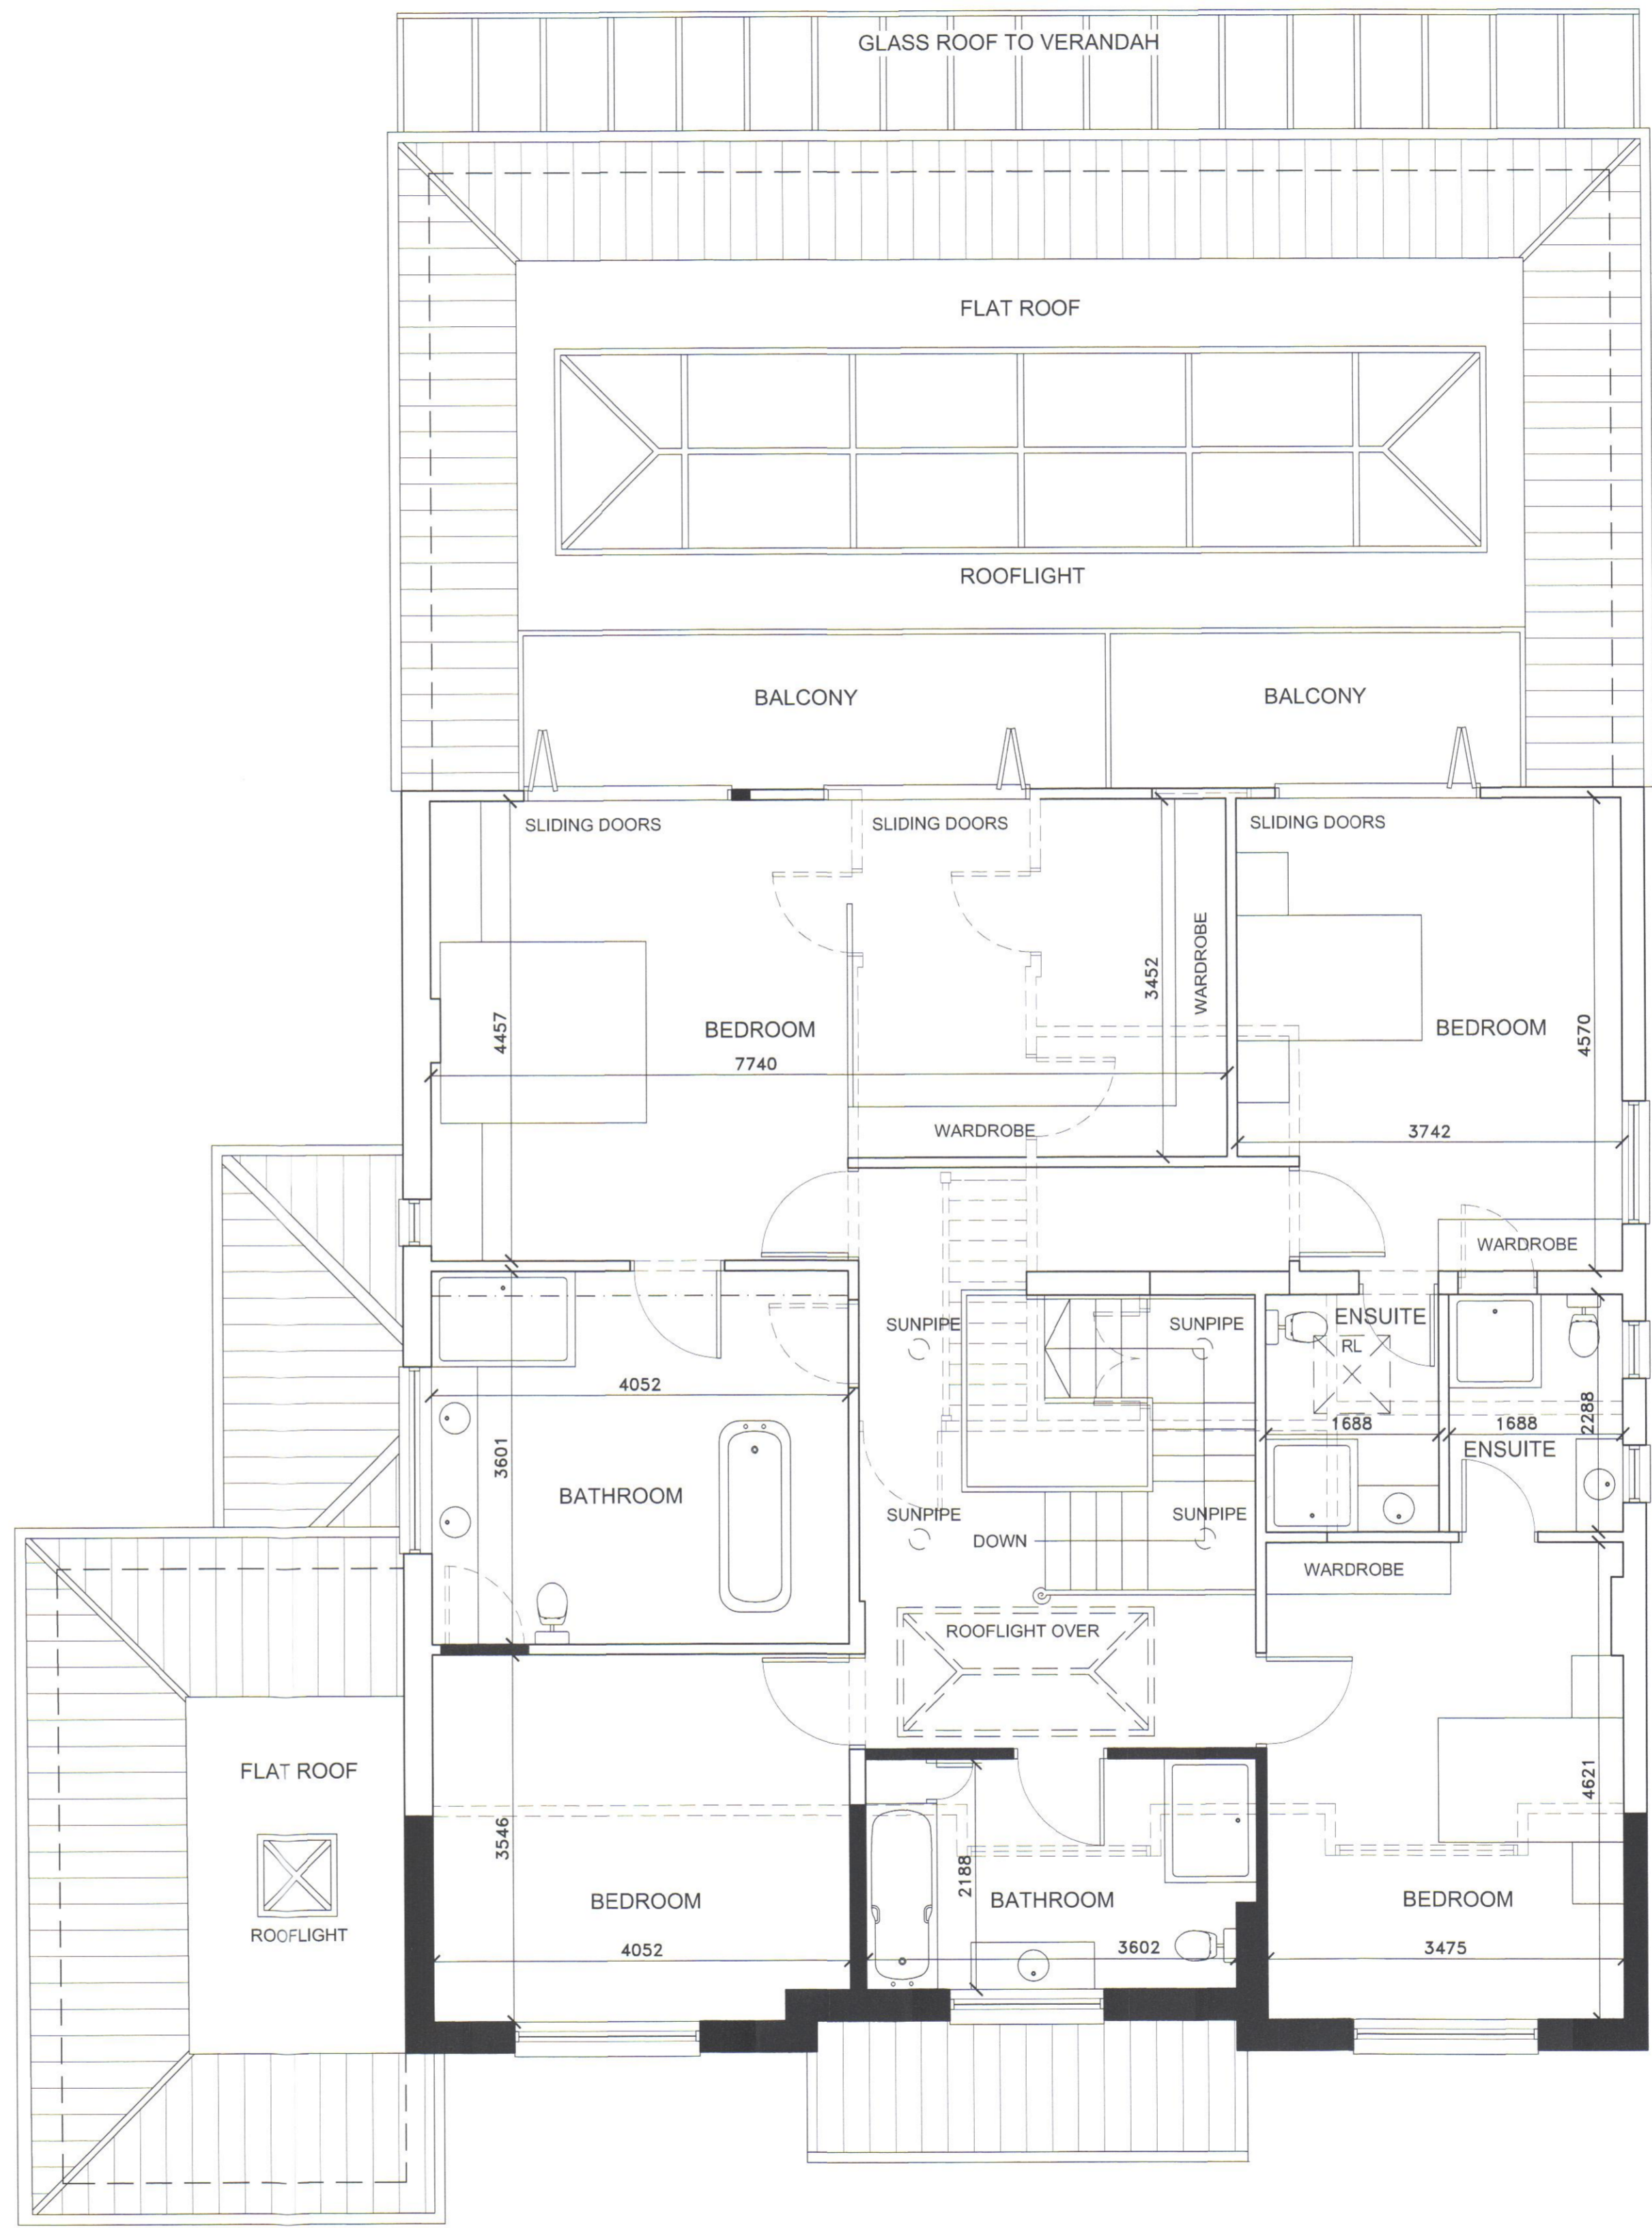 GLASS ROOF TO VERANDAH
FLAT ROOF
ROOFLIGHT
BALCONY
BALCONY
SLIDING DOORS
SLIDING DOORS
SLIDING DOORS
WARDROBE
3452
4457
BEDROOM
7740
BEDROOM
4570
WARDROBE
3742
WARDROBE
SUNPIPE
SUNPIPE
ENSUITE
RL
4052
1688
1688
2288
3601
ENSUITE
BATHROOM
SUNPIPE
SUNPIPE
DOWN
WARDROBE
ROOFLIGHT OVER
FLAT ROOF
4621
3546
2188
BEDROOM
BATHROOM
BEDROOM
ROOFLIGHT
4052
3602
3475